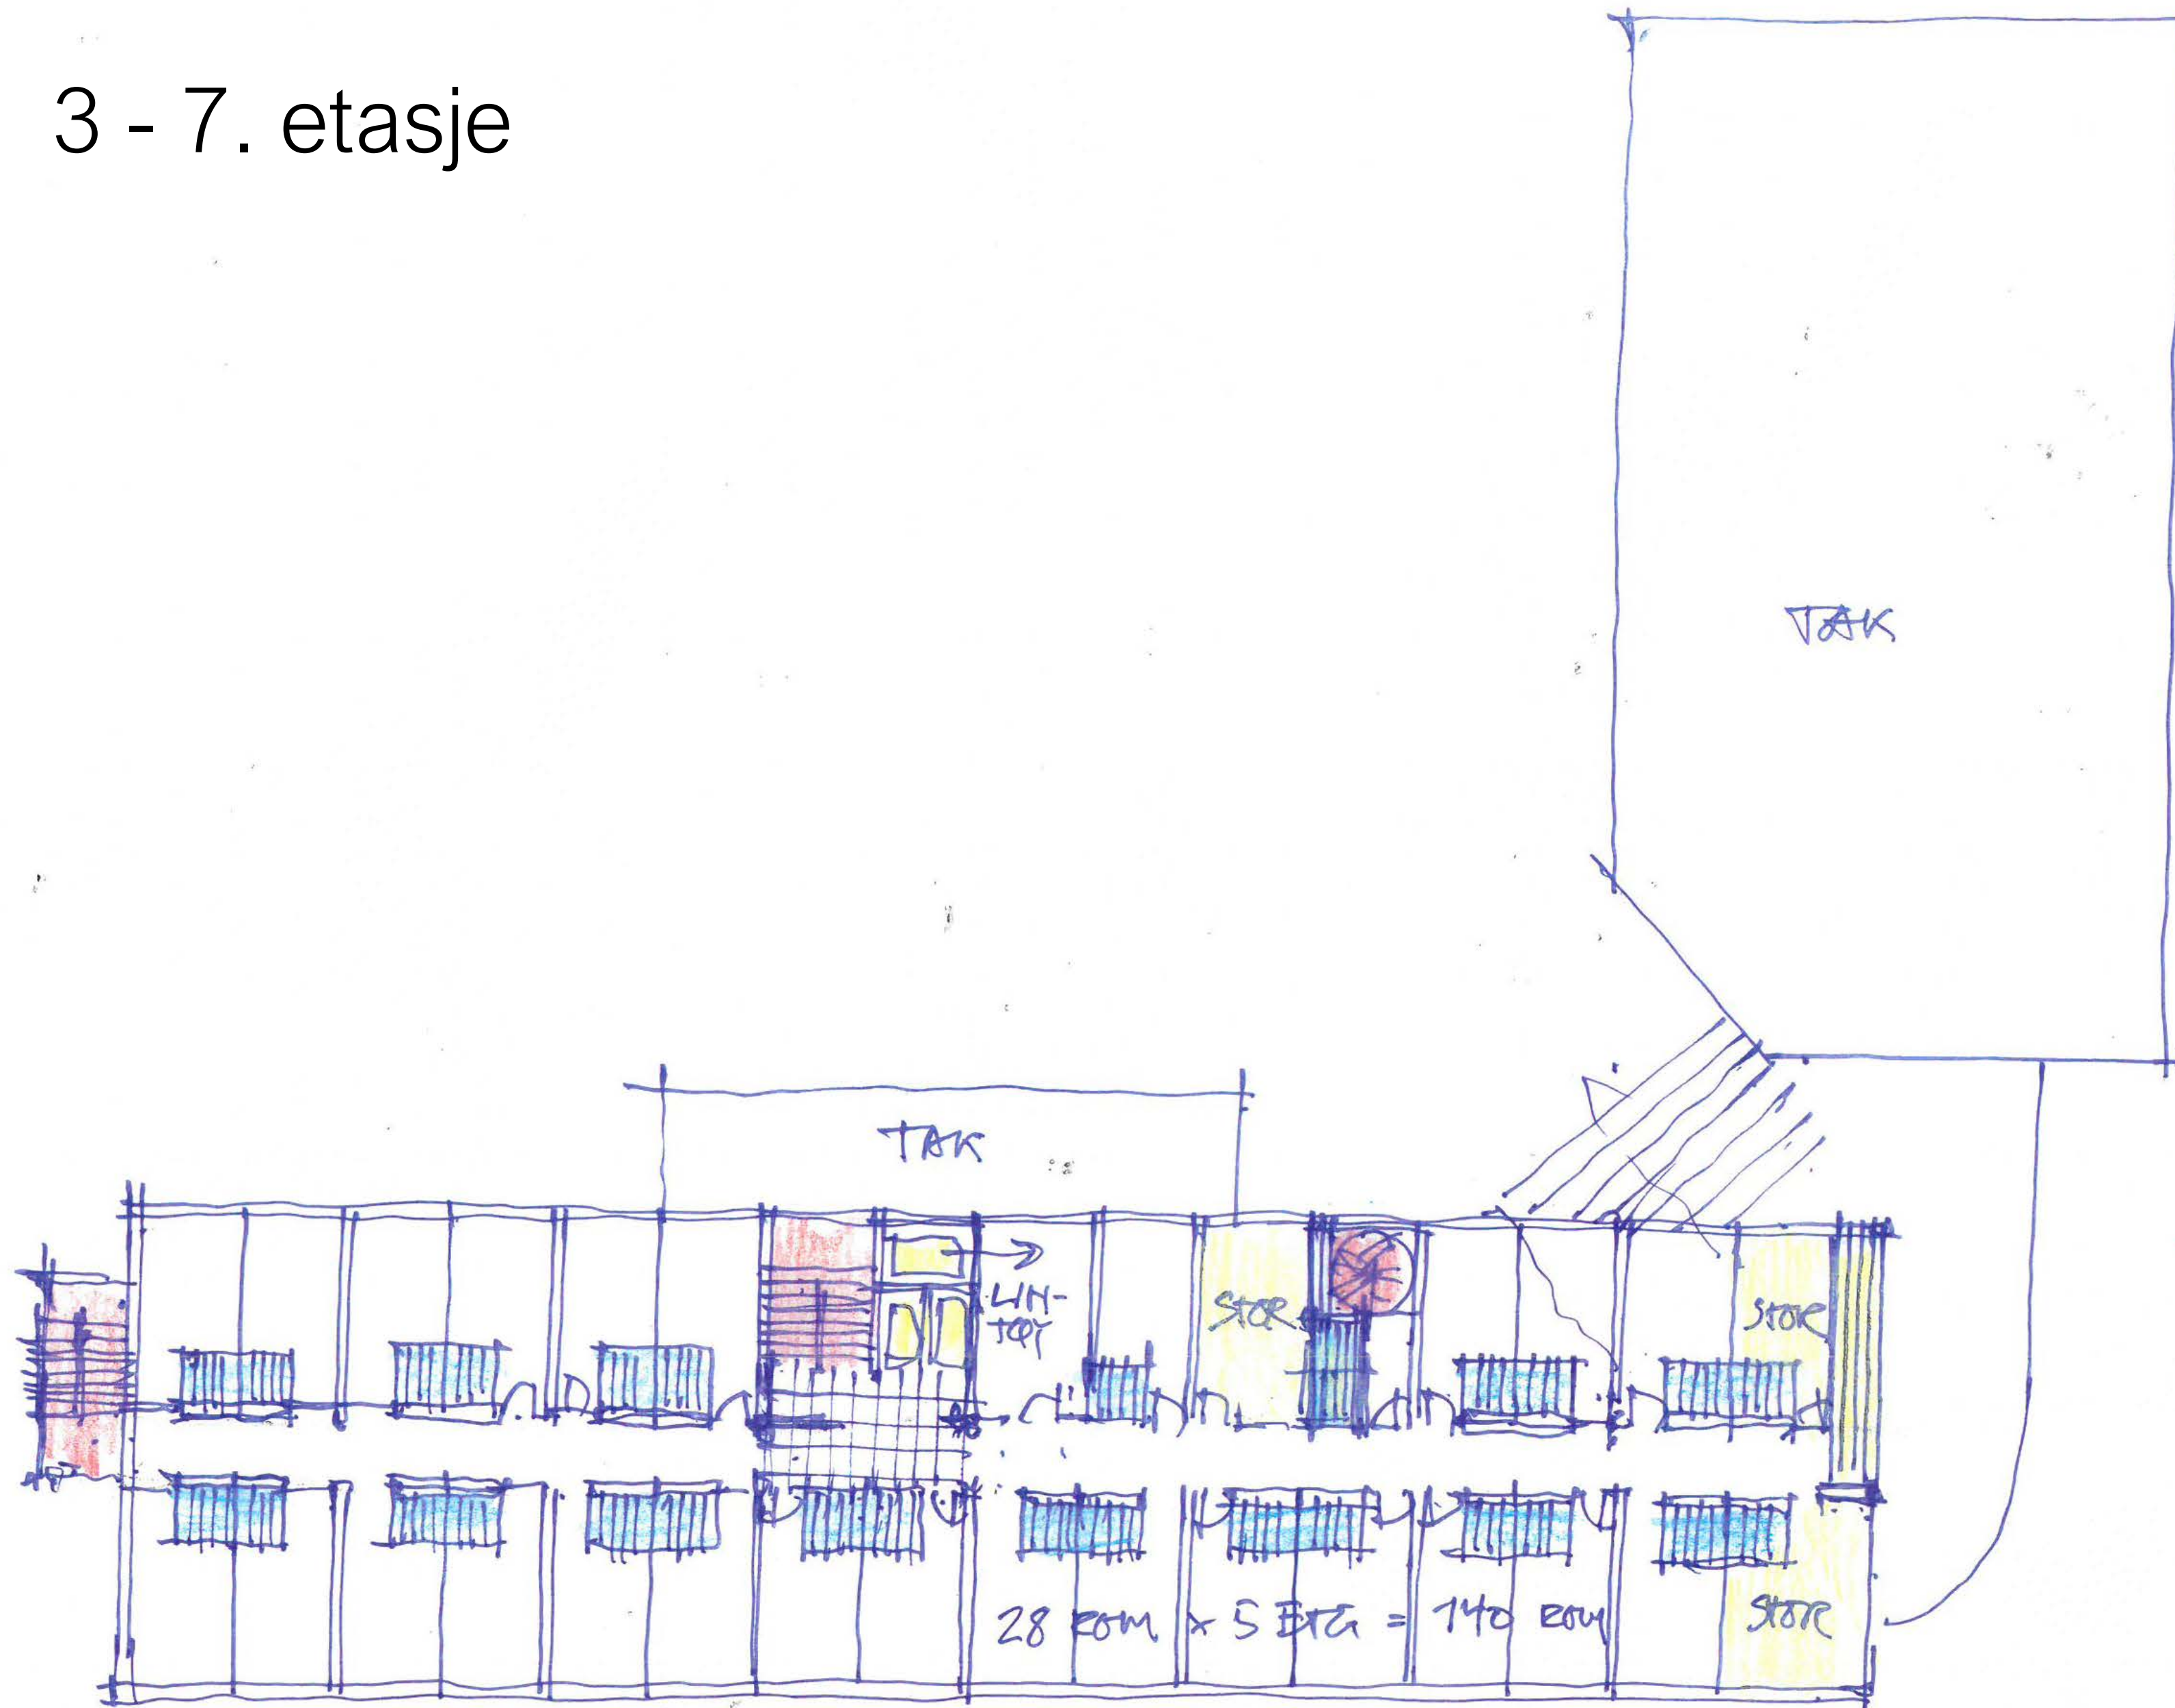 3 - 7. etasje
TAK
TAK
LIN-
TØY
STOR
STOR
28 ROM x 5 ETG = 140 ROM
STOR